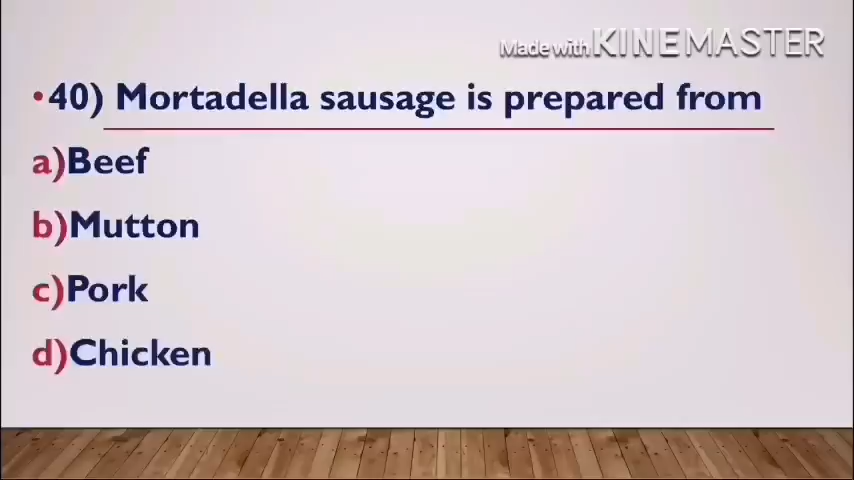 Made with KINEMASTER
•40) Mortadella sausage is prepared from
a)Beef
b)Mutton
c)Pork
d)Chicken